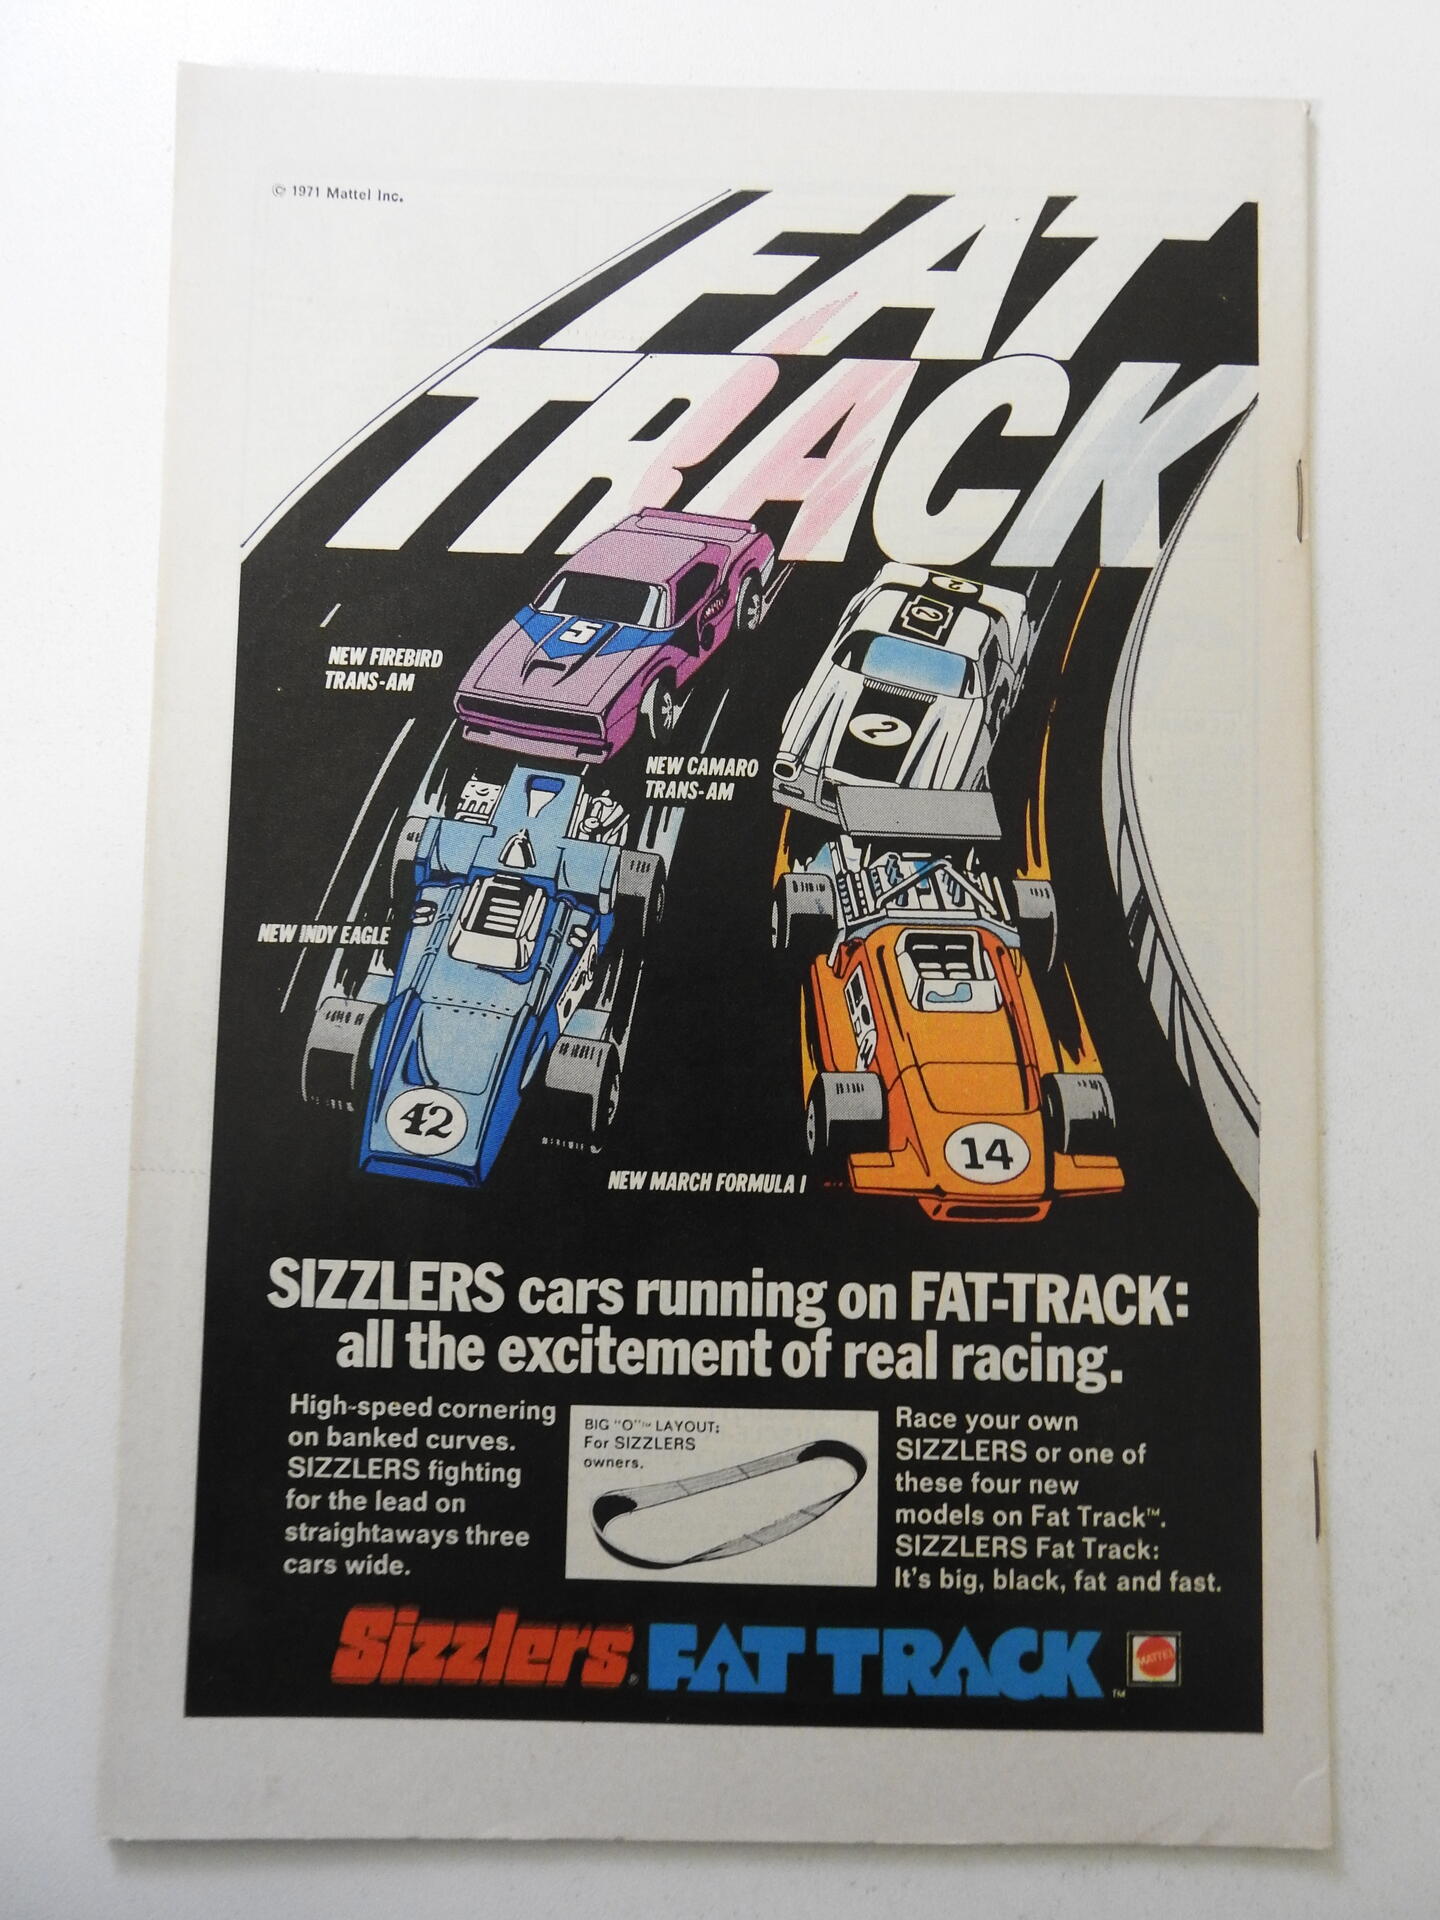 © 1971 Mattel Inc.
FAT
TRACK
5
2
2
2
NEW FIREBIRD
TRANS-AM
NEW CAMARO
TRANS-AM
NEW INDY EAGLE
42
14
NEW MARCH FORMULA I
SIZZLERS cars running on FAT-TRACK:
all the excitement of real racing.
High-speed cornering
on banked curves.
SIZZLERS fighting
for the lead on
straightaways three
cars wide.
BIG "O"™ LAYOUT:
For SIZZLERS
owners.
Race your own
SIZZLERS or one of
these four new
models on Fat Track™.
SIZZLERS Fat Track:
It's big, black, fat and fast.
Sizzlers® FAT TRACK™
MATTEL